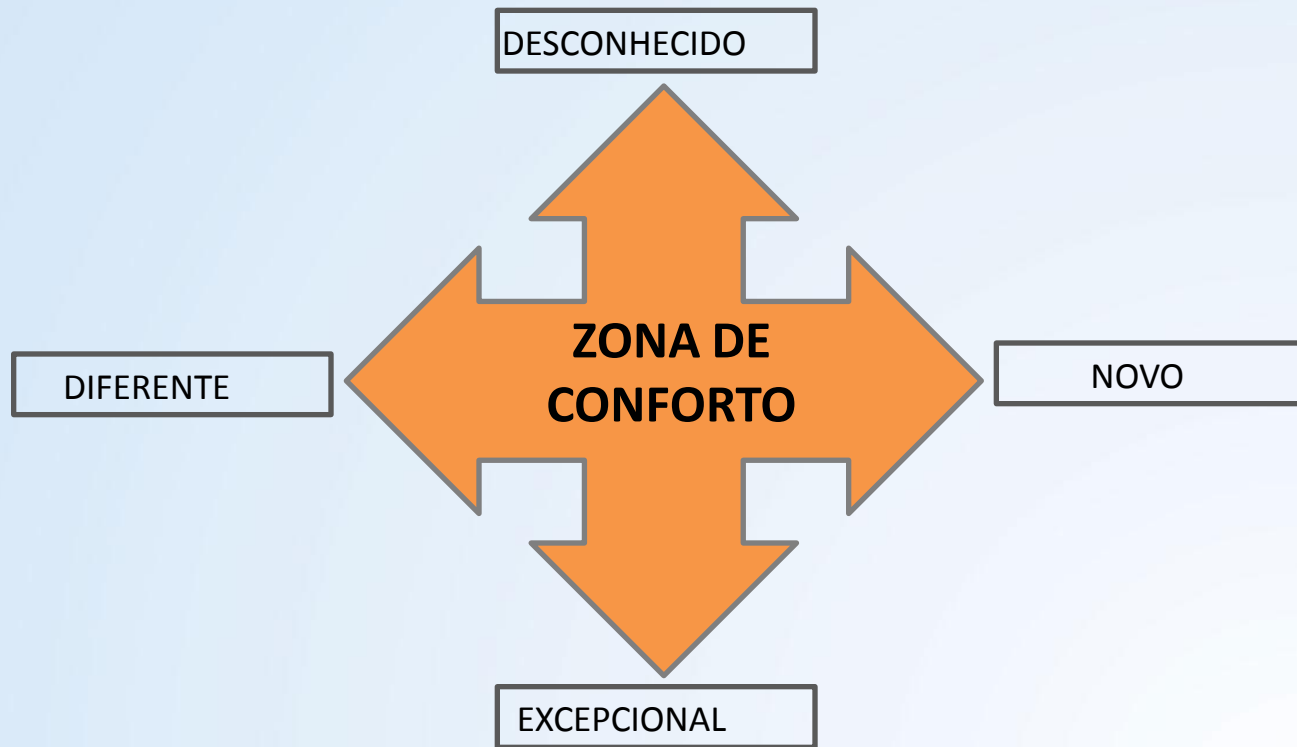 DESCONHECIDO
ZONA DE
CONFORTO
DIFERENTE
NOVO
EXCEPCIONAL